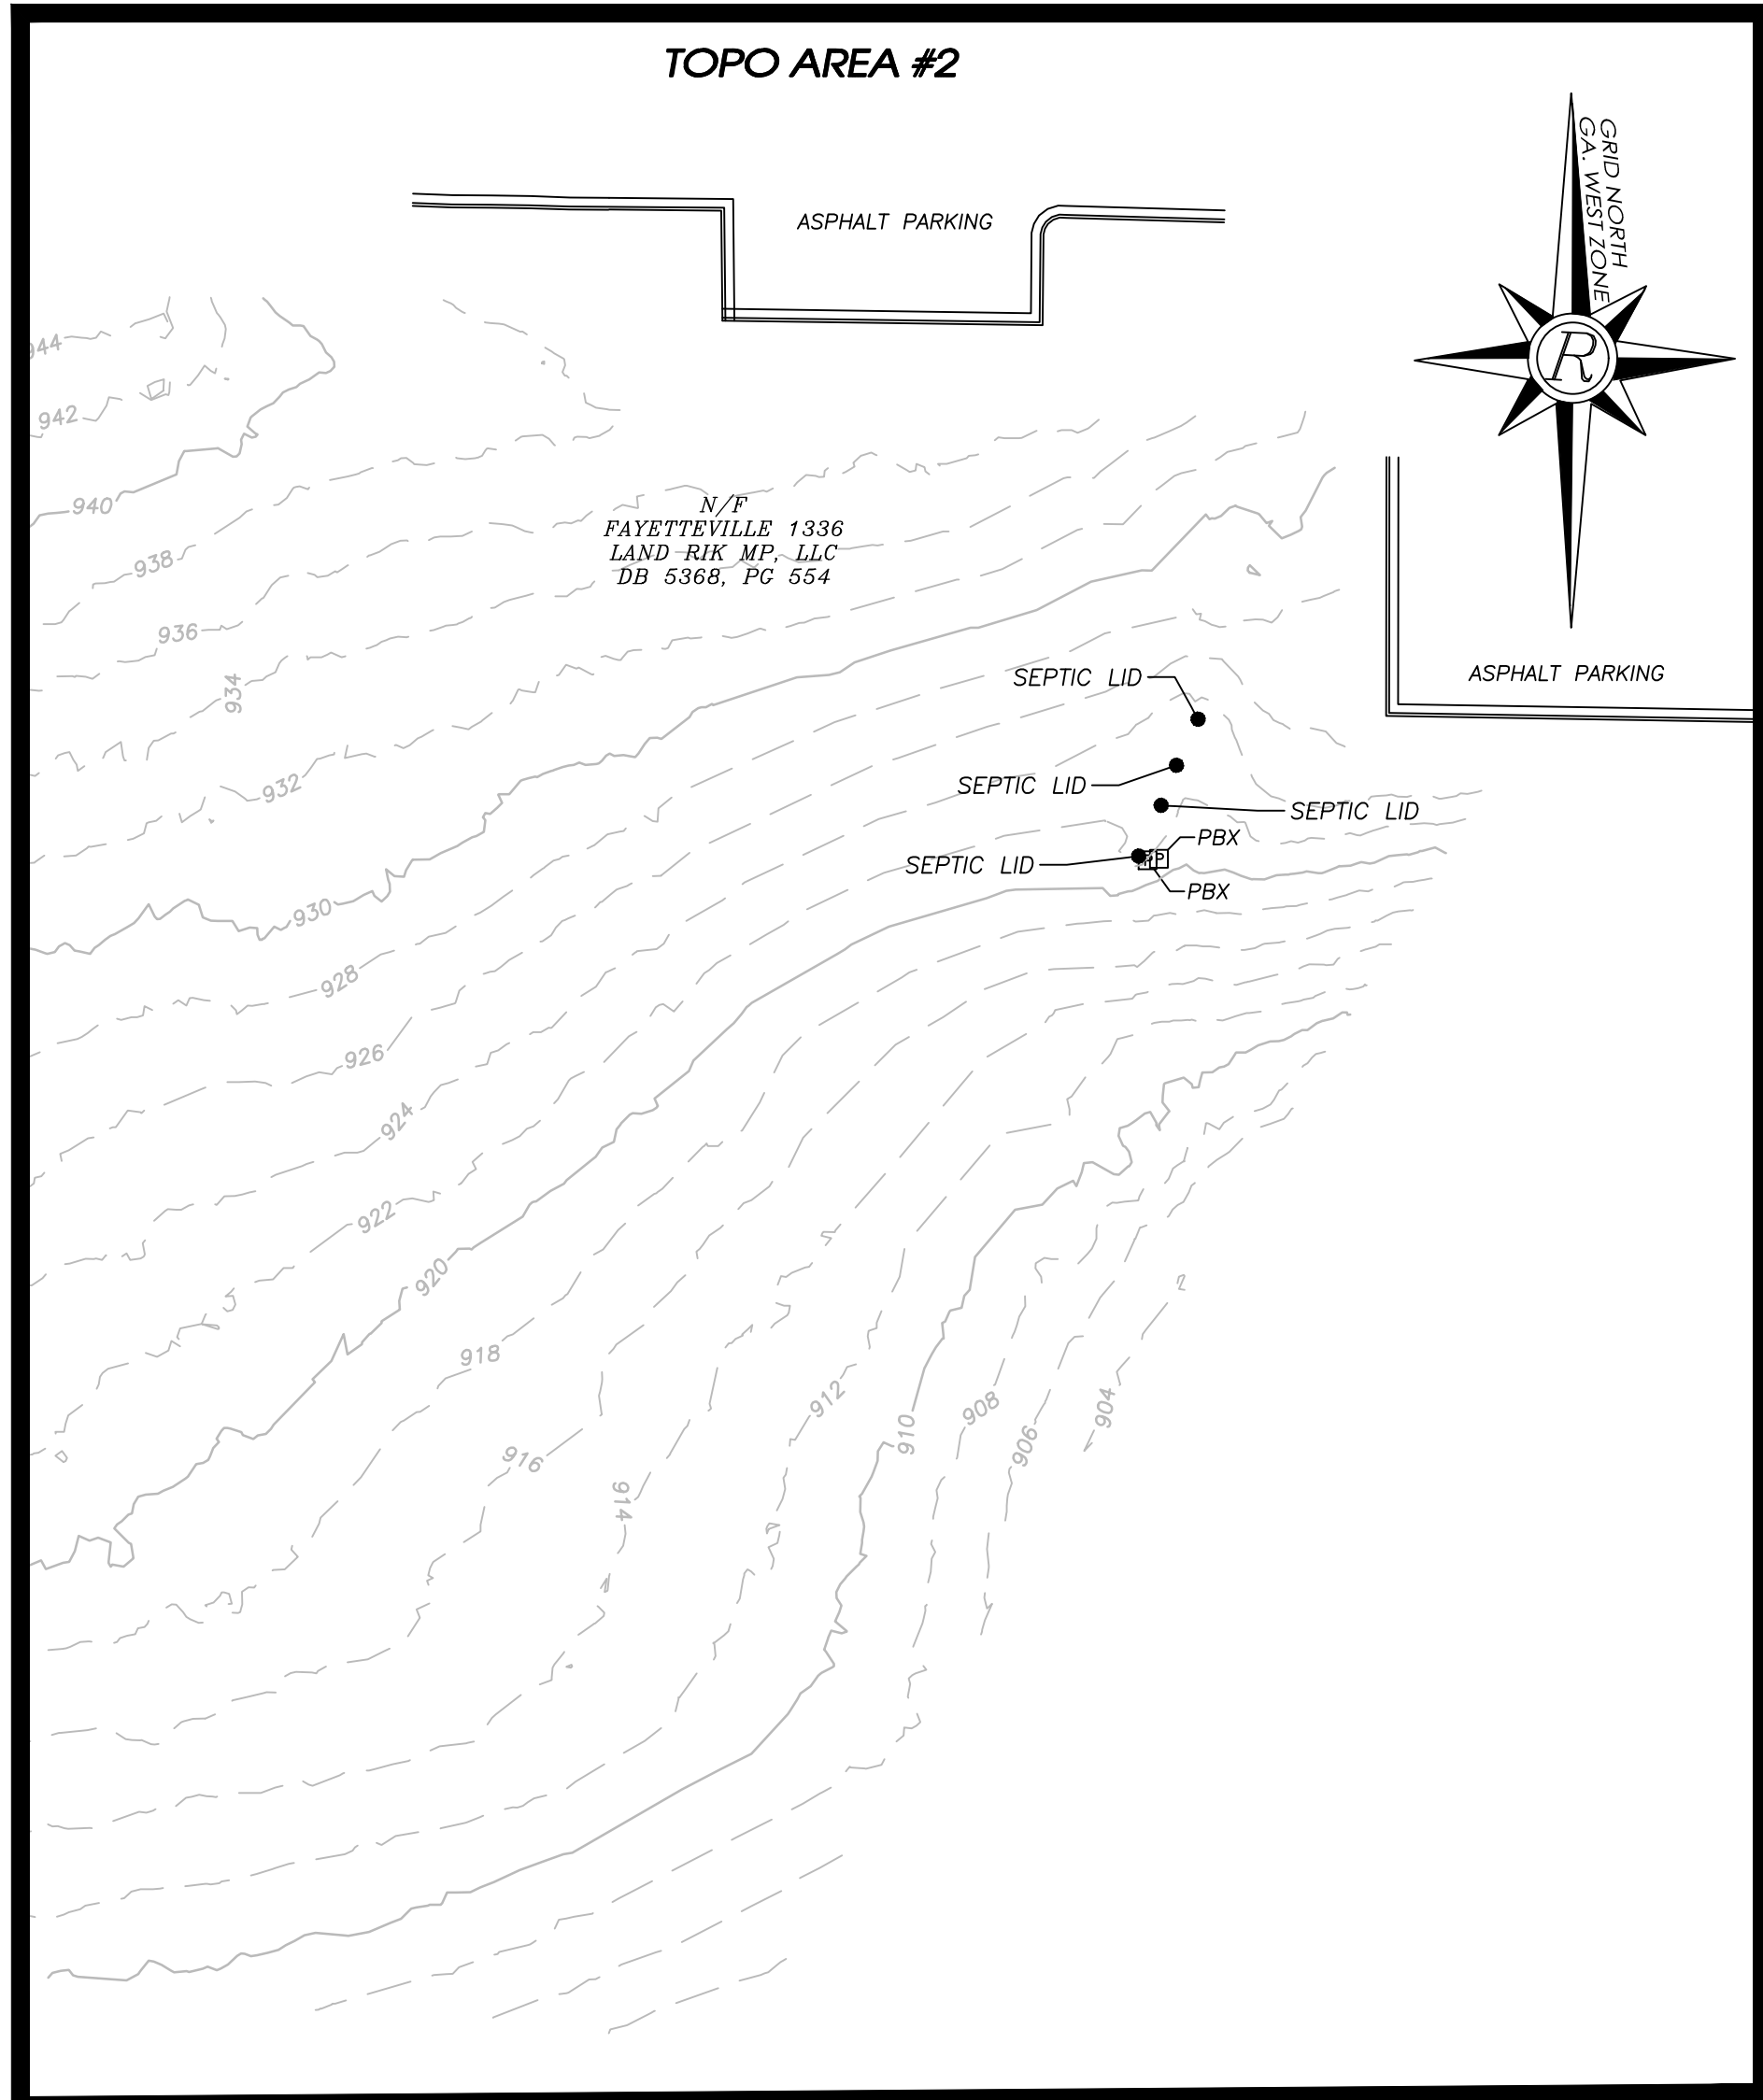 TOPO AREA #2
GRID NORTH
GA. WEST ZONE
R
ASPHALT PARKING
944
942
940
N/F
FAYETTEVILLE 1336
LAND RIK MP, LLC
DB 5368, PG 554
938
936
934
SEPTIC LID
ASPHALT PARKING
932
SEPTIC LID
SEPTIC LID
PBX
SEPTIC LID
P
P
PBX
930
928
926
924
922
920
918
916
914
912
910
908
906
904